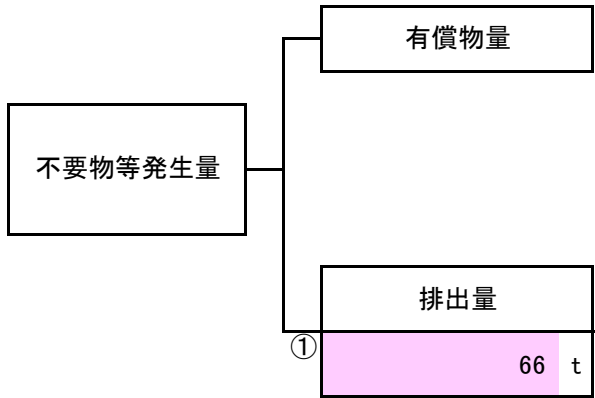 有償物量
不要物等発生量
排出量
①
66 t